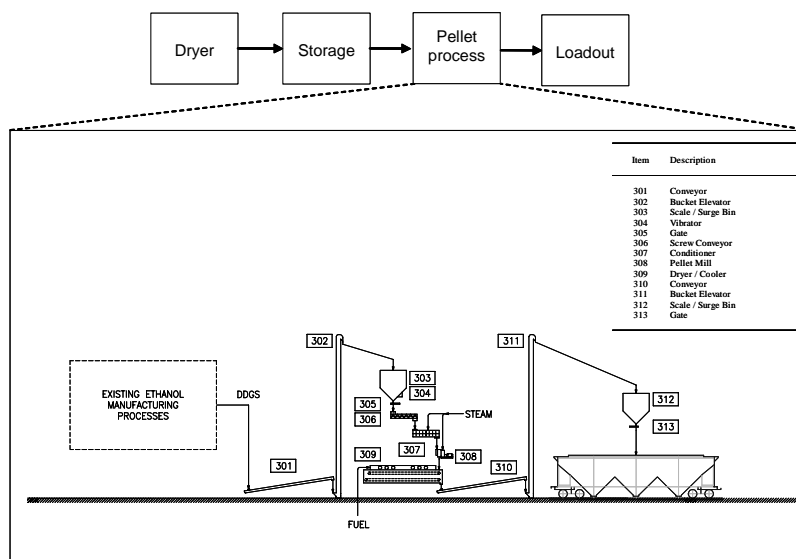 Dryer
Storage
Pellet
process
Loadout
Item Description
301 Conveyor
302 Bucket Elevator
303 Scale / Surge Bin
304 Vibrator
305 Gate
306 Screw Conveyor
307 Conditioner
308 Pellet Mill
309 Dryer / Cooler
310 Conveyor
311 Bucket Elevator
312 Scale / Surge Bin
313 Gate
302
311
EXISTING ETHANOL
MANUFACTURING
PROCESSES
DDGS
303
304
305
306
STEAM
312
313
307
308
309
301
310
FUEL